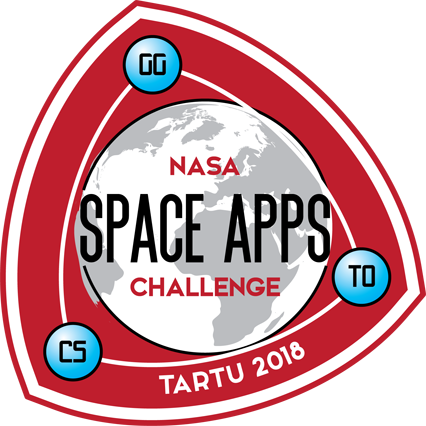 GG
NASA
SPACE APPS
CHALLENGE
TO
CS
TARTU 2018